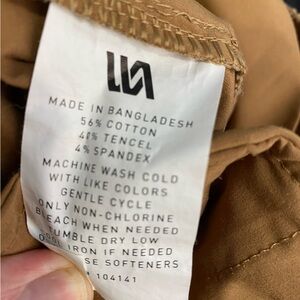 MADE IN BANGLADESH
56% COTTON
40% TENCEL
4% SPANDEX
MACHINE WASH COLD
WITH LIKE COLORS
GENTLE CYCLE
ONLY NON-CHLORINE
BLEACH WHEN NEEDED
TUMBLE DRY LOW
IRON IF NEEDED
SOFTENERS
104141